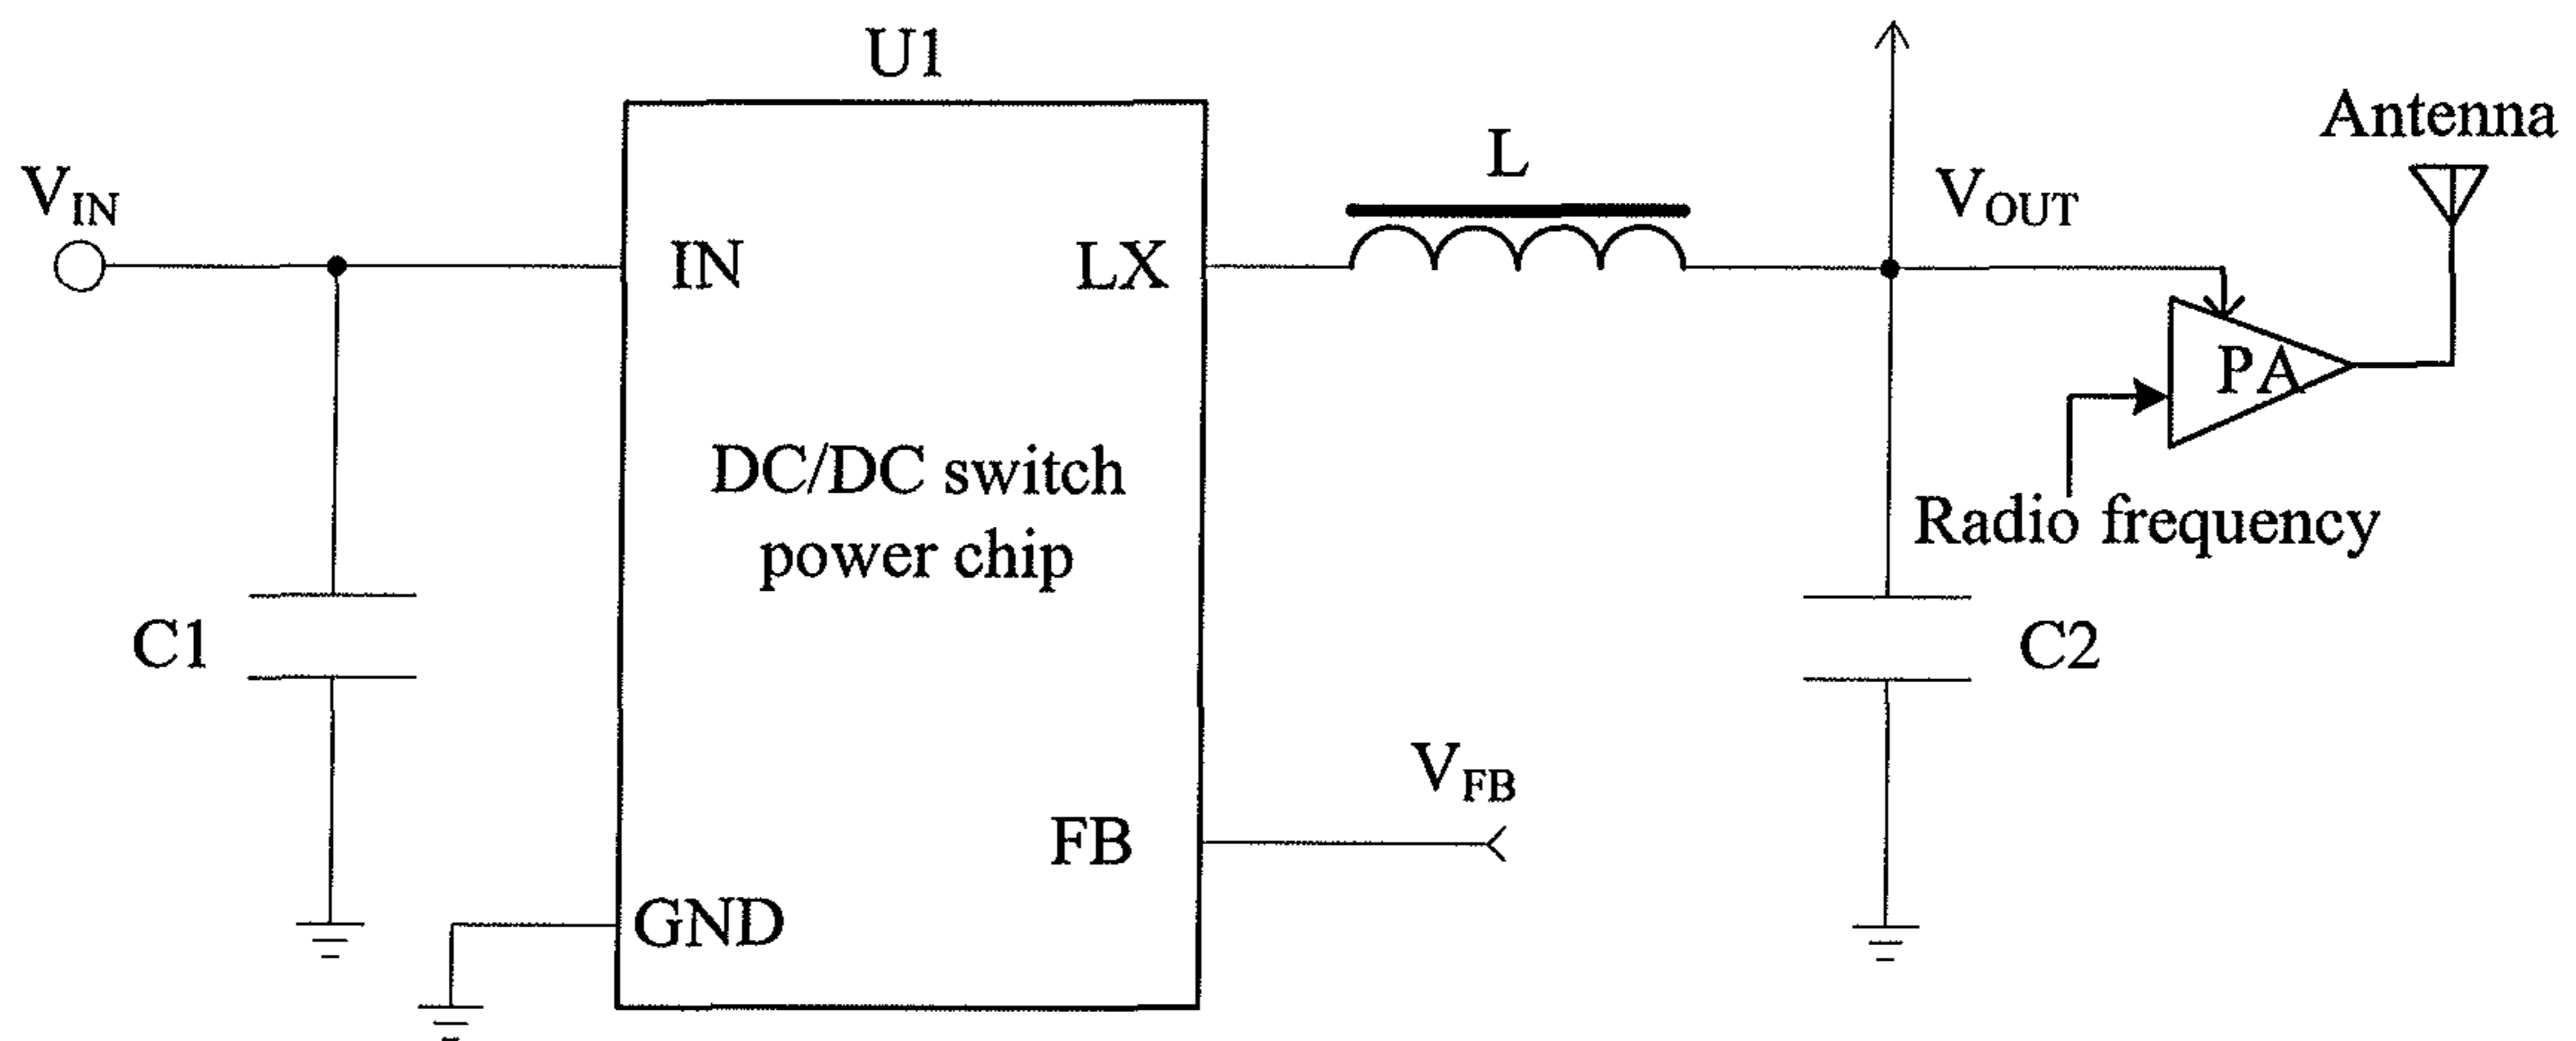 U1
Antenna
L
VIN
VOUT
IN
LX
PA
DC/DC switch
power chip
Radio frequency
C1
C2
VFB
FB
GND